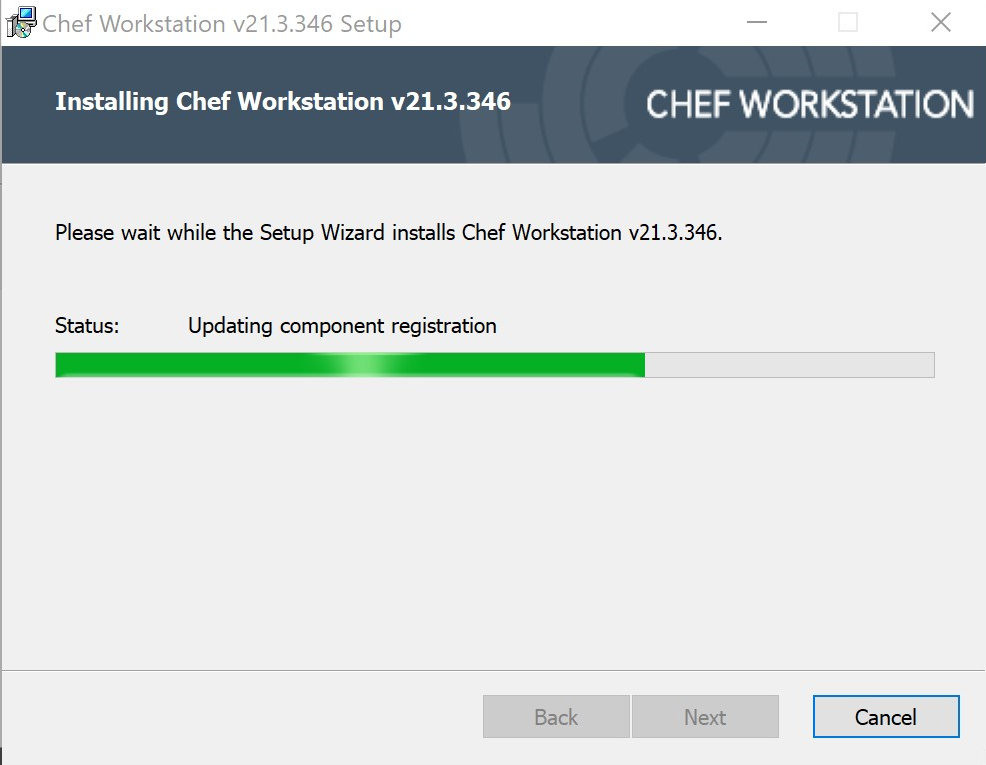 Chef Workstation v21.3.346 Setup
Installing Chef Workstation v21.3.346
CHEF WORKSTATION
Please wait while the Setup Wizard installs Chef Workstation v21.3.346.
Status: Updating component registration
Back Next Cancel